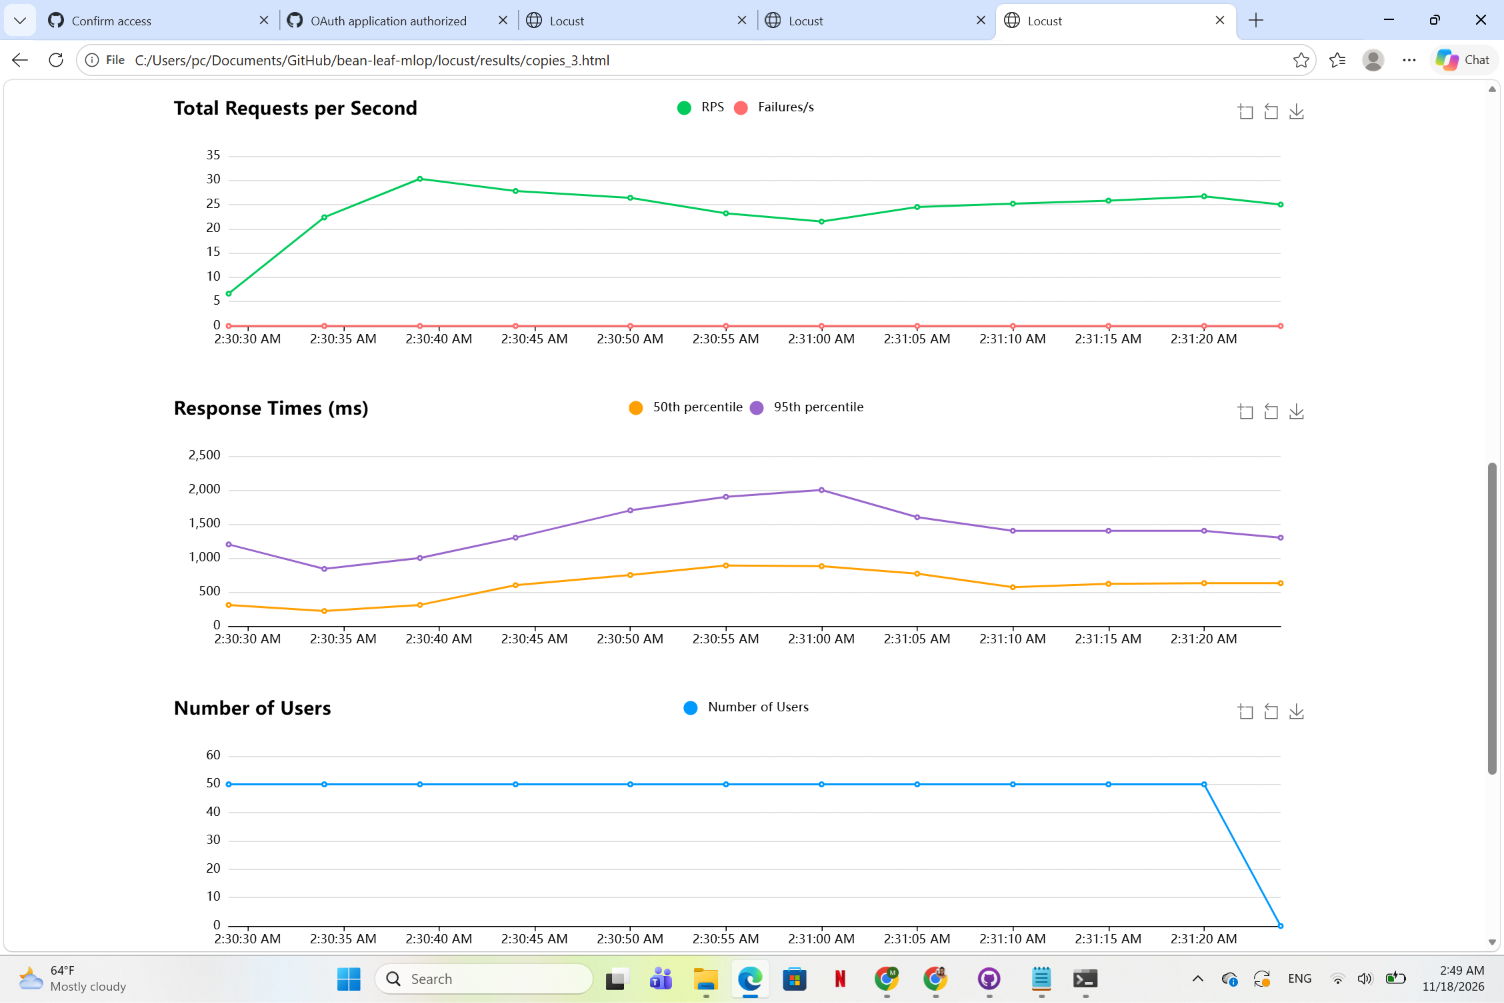 Confirm access
OAuth application authorized
Locust
Locust
Locust
File C:/Users/pc/Documents/GitHub/bean-leaf-mlop/locust/results/copies_3.html
Chat
Total Requests per Second
RPS Failures/s
35
30
25
20
15
10
5
0
2:30:30 AM 2:30:35 AM 2:30:40 AM 2:30:45 AM 2:30:50 AM 2:30:55 AM 2:31:00 AM 2:31:05 AM 2:31:10 AM 2:31:15 AM 2:31:20 AM
Response Times (ms)
50th percentile 95th percentile
2,500
2,000
1,500
1,000
500
0
2:30:30 AM 2:30:35 AM 2:30:40 AM 2:30:45 AM 2:30:50 AM 2:30:55 AM 2:31:00 AM 2:31:05 AM 2:31:10 AM 2:31:15 AM 2:31:20 AM
Number of Users
Number of Users
60
50
40
30
20
10
0
2:30:30 AM 2:30:35 AM 2:30:40 AM 2:30:45 AM 2:30:50 AM 2:30:55 AM 2:31:00 AM 2:31:05 AM 2:31:10 AM 2:31:15 AM 2:31:20 AM
64°F
Mostly cloudy
Search
ENG
2:49 AM
11/18/2026